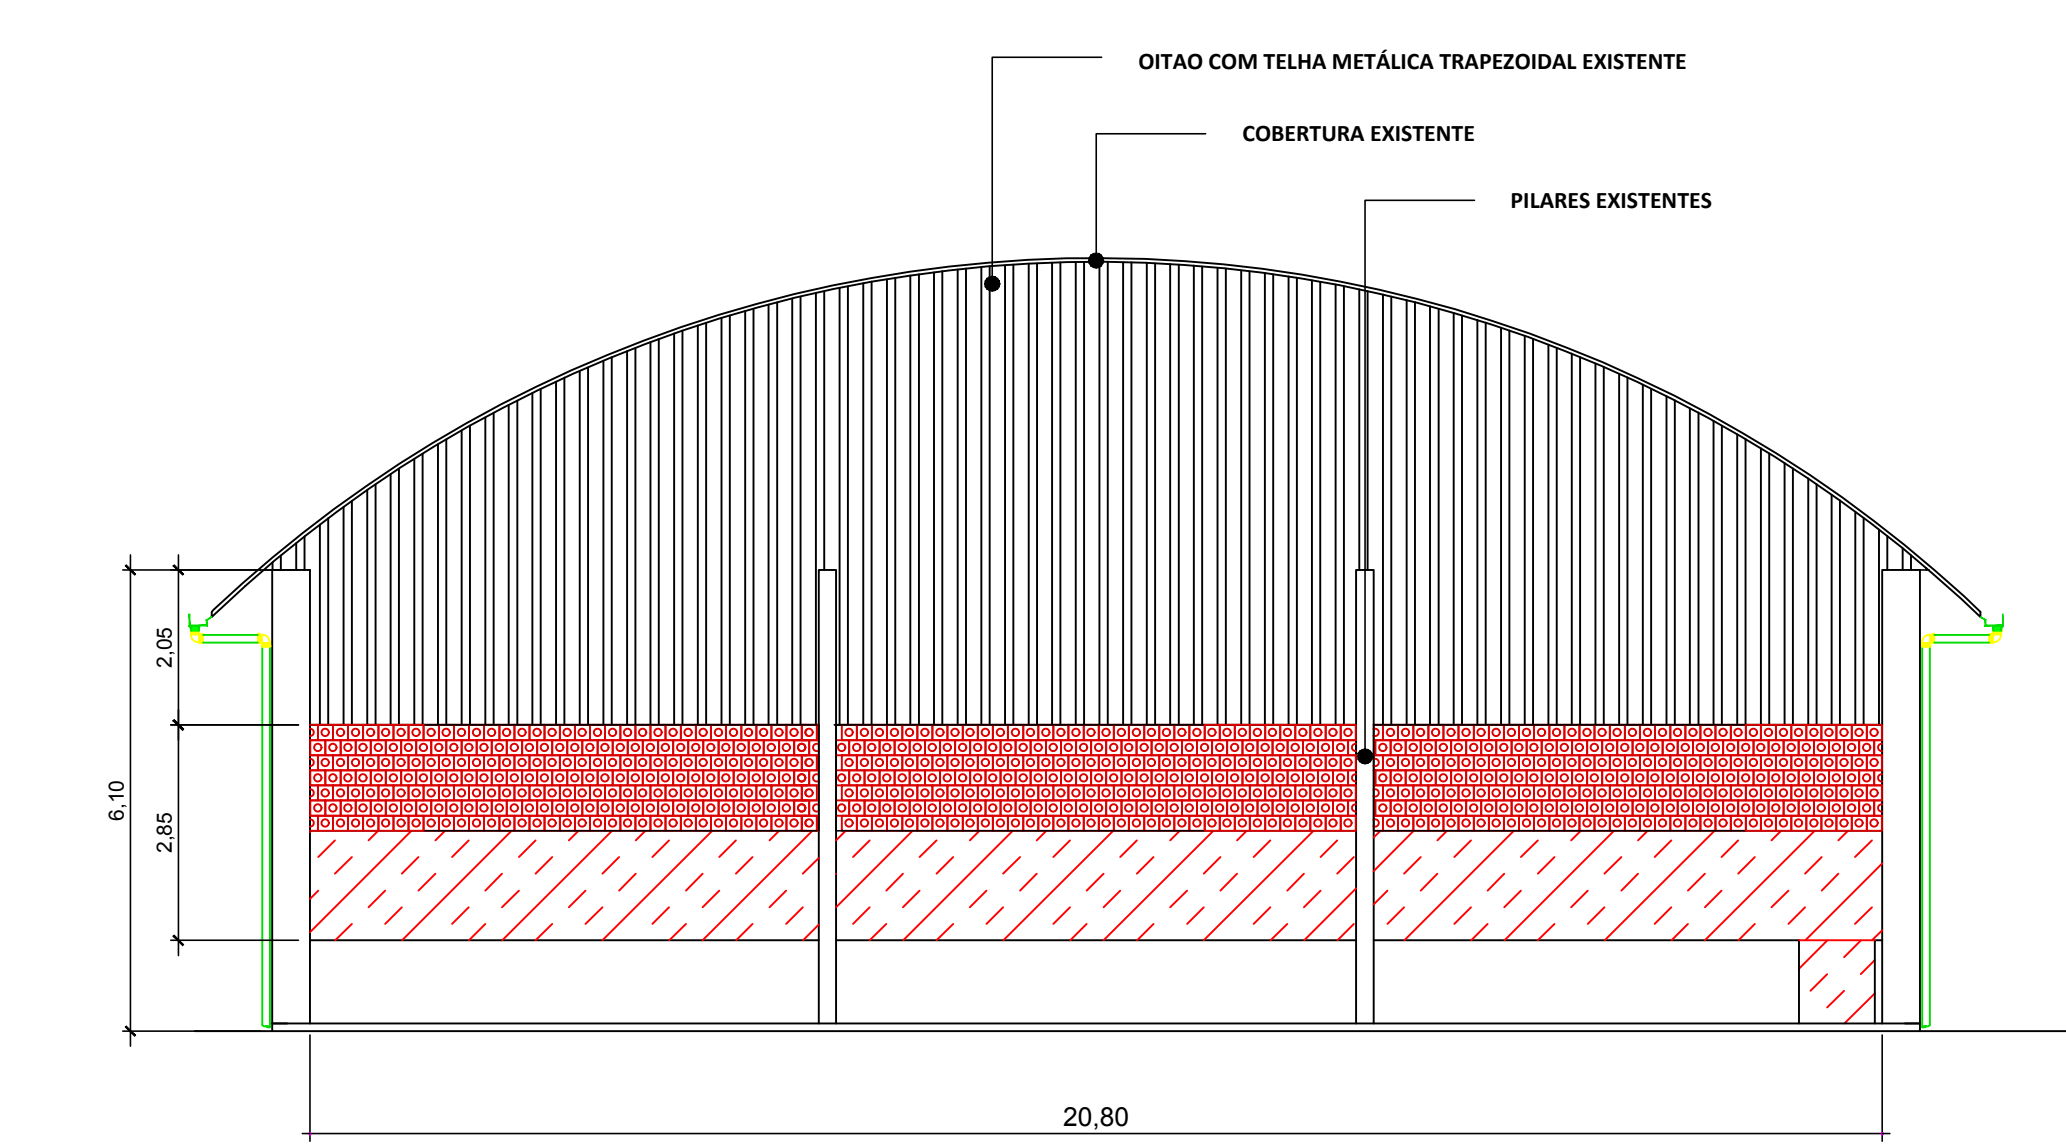 OITAO COM TELHA METÁLICA TRAPEZOIDAL EXISTENTE
COBERTURA EXISTENTE
PILARES EXISTENTES
2,05
6,10
2,85
20,80